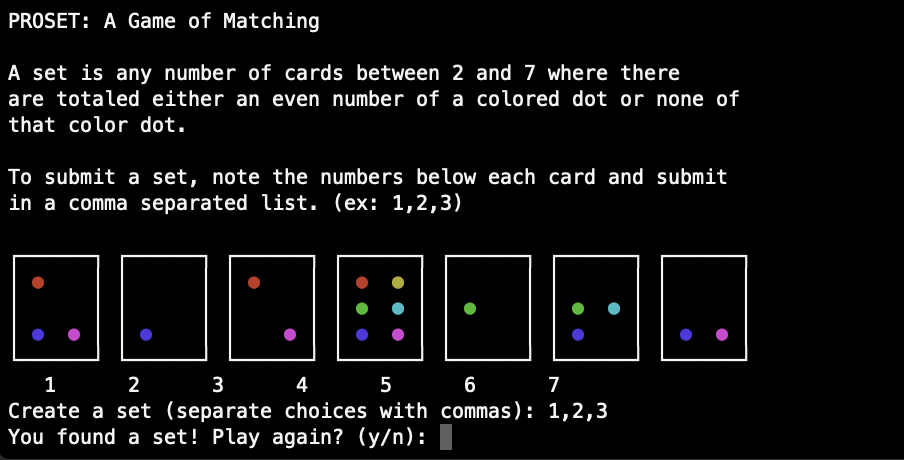 PROSET: A Game of Matching
A set is any number of cards between 2 and 7 where there
are totaled either an even number of a colored dot or none of
that color dot.
To submit a set, note the numbers below each card and submit
in a comma separated list. (ex: 1,2,3)
1 2 3 4 5 6 7
Create a set (separate choices with commas): 1,2,3
You found a set! Play again? (y/n):